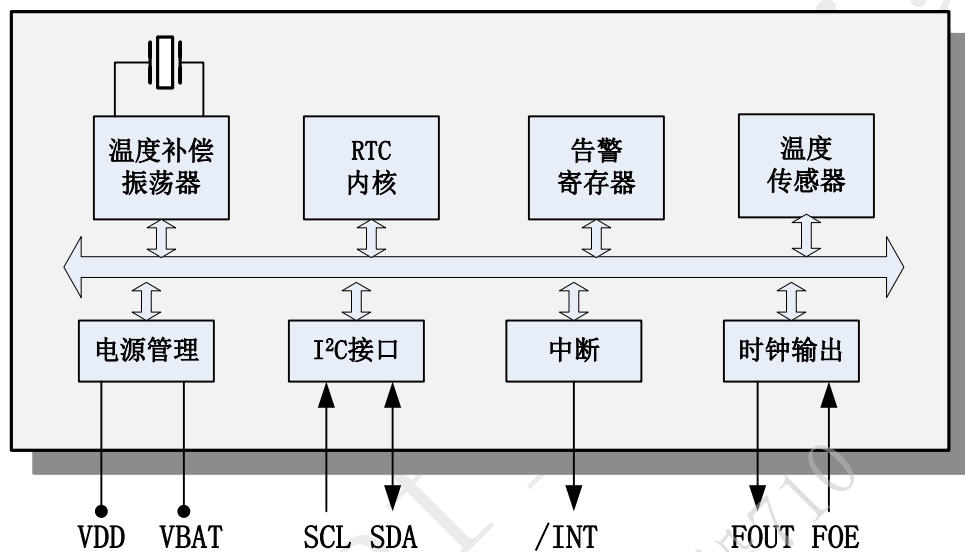 温度补偿
振荡器
RTC
内核
告警
寄存器
温度
传感器
电源管理
I²C接口
中断
时钟输出
VDD VBAT SCL SDA /INT FOUT FOE